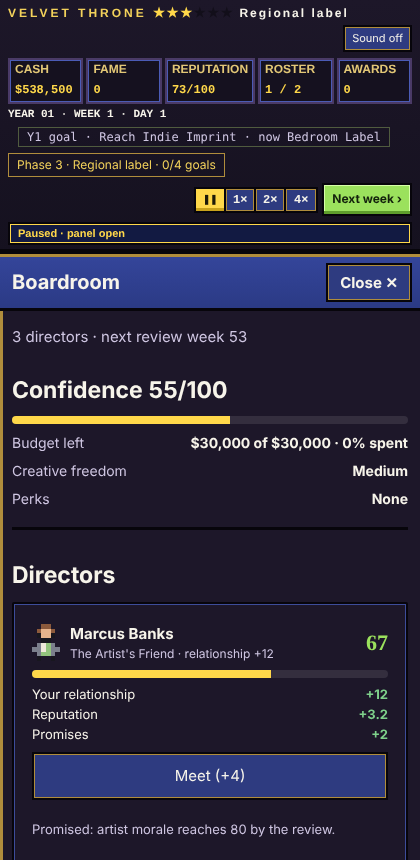 VELVET THRONE ★★★★★★ Regional label
Sound off
CASH FAME REPUTATION ROSTER AWARDS
$538,500 0 73/100 1 / 2 0
YEAR 01 · WEEK 1 · DAY 1
Y1 goal · Reach Indie Imprint · now Bedroom Label
Phase 3 · Regional label · 0/4 goals
1× 2× 4× Next week ›
Paused · panel open
Boardroom Close ✕
3 directors · next review week 53
Confidence 55/100
Budget left $30,000 of $30,000 · 0% spent
Creative freedom Medium
Perks None
Directors
Marcus Banks 67
The Artist's Friend · relationship +12
Your relationship +12
Reputation +3.2
Promises +2
Meet (+4)
Promised: artist morale reaches 80 by the review.